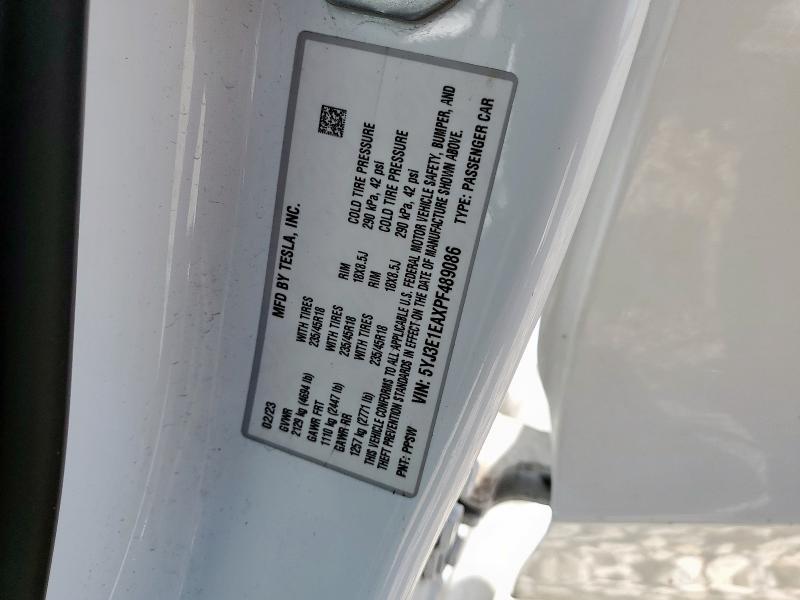 MFD BY TESLA, INC.
02/23
GVWR
2129 kg (4694 lb)
WITH TIRES
235/45R18
RIM
18X8.5J
COLD TIRE PRESSURE
290 kPa, 42 psi
GAWR FRT
1110 kg (2447 lb)
WITH TIRES
235/45R18
RIM
18X8.5J
COLD TIRE PRESSURE
290 kPa, 42 psi
GAWR RR
1257 kg (2771 lb)
WITH TIRES
235/45R18
THIS VEHICLE CONFORMS TO ALL APPLICABLE U.S. FEDERAL MOTOR VEHICLE SAFETY, BUMPER, AND
THEFT PREVENTION STANDARDS IN EFFECT ON THE DATE OF MANUFACTURE SHOWN ABOVE.
PNT: PPSW
VIN: 5YJ3E1EAXPF489086
TYPE: PASSENGER CAR